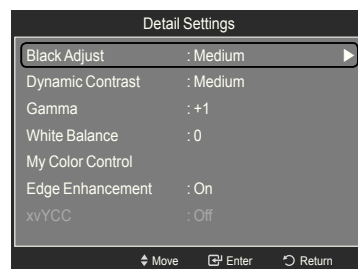 Detail Settings
Black Adjust : Medium
Dynamic Contrast : Medium
Gamma : +1
White Balance : 0
My Color Control
Edge Enhancement : On
xvYCC : Off
Move Enter Return